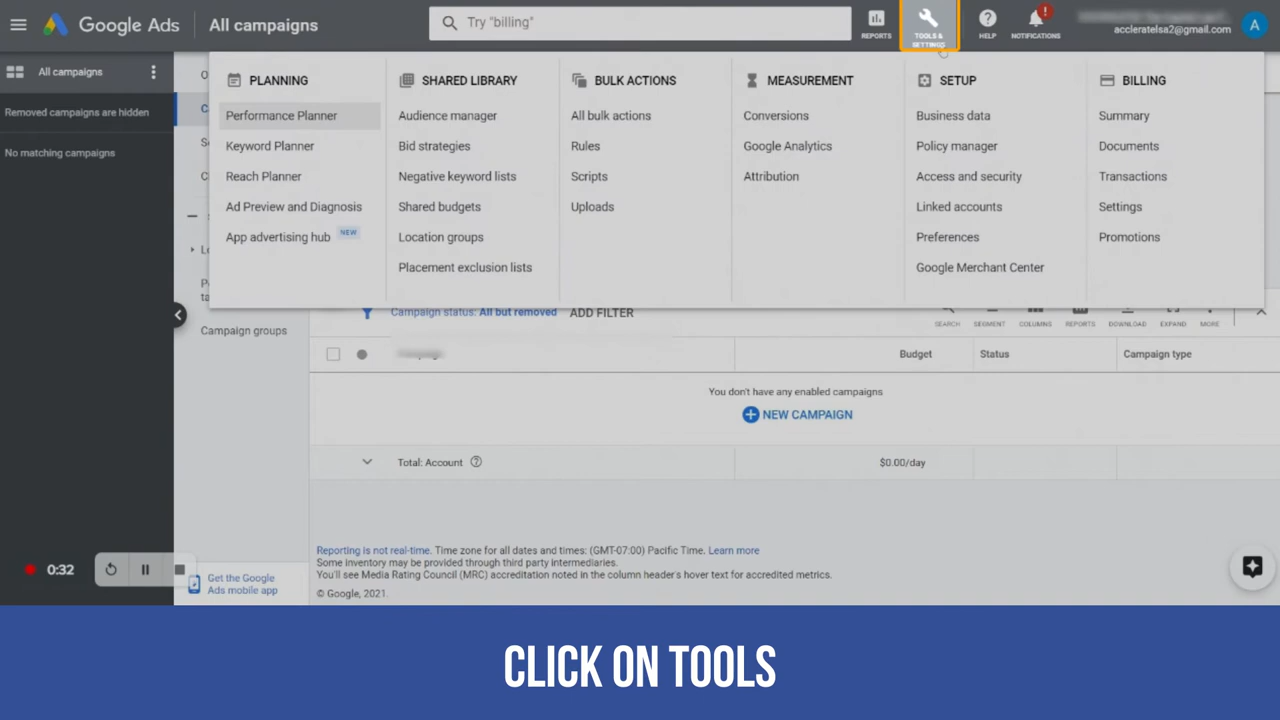 Google Ads
All campaigns
Try "billing"
REPORTS
TOOLS &
SETTINGS
HELP
NOTIFICATIONS
!
accleratelsa2@gmail.com
A
All campaigns
Removed campaigns are hidden
No matching campaigns
PLANNING
Performance Planner
Keyword Planner
Reach Planner
Ad Preview and Diagnosis
App advertising hub NEW
SHARED LIBRARY
Audience manager
Bid strategies
Negative keyword lists
Shared budgets
Location groups
Placement exclusion lists
BULK ACTIONS
All bulk actions
Rules
Scripts
Uploads
MEASUREMENT
Conversions
Google Analytics
Attribution
SETUP
Business data
Policy manager
Access and security
Linked accounts
Preferences
Google Merchant Center
BILLING
Summary
Documents
Transactions
Settings
Promotions
Campaign groups
Campaign status: All but removed ADD FILTER
SEARCH SEGMENT COLUMNS REPORTS DOWNLOAD EXPAND MORE
Budget Status Campaign type
You don't have any enabled campaigns
NEW CAMPAIGN
Total: Account $0.00/day
Reporting is not real-time. Time zone for all dates and times: (GMT-07:00) Pacific Time. Learn more
Some inventory may be provided through third party intermediaries.
You'll see Media Rating Council (MRC) accreditation noted in the column header's hover text for accredited metrics.
© Google, 2021.
0:32
Get the Google
Ads mobile app
CLICK ON TOOLS